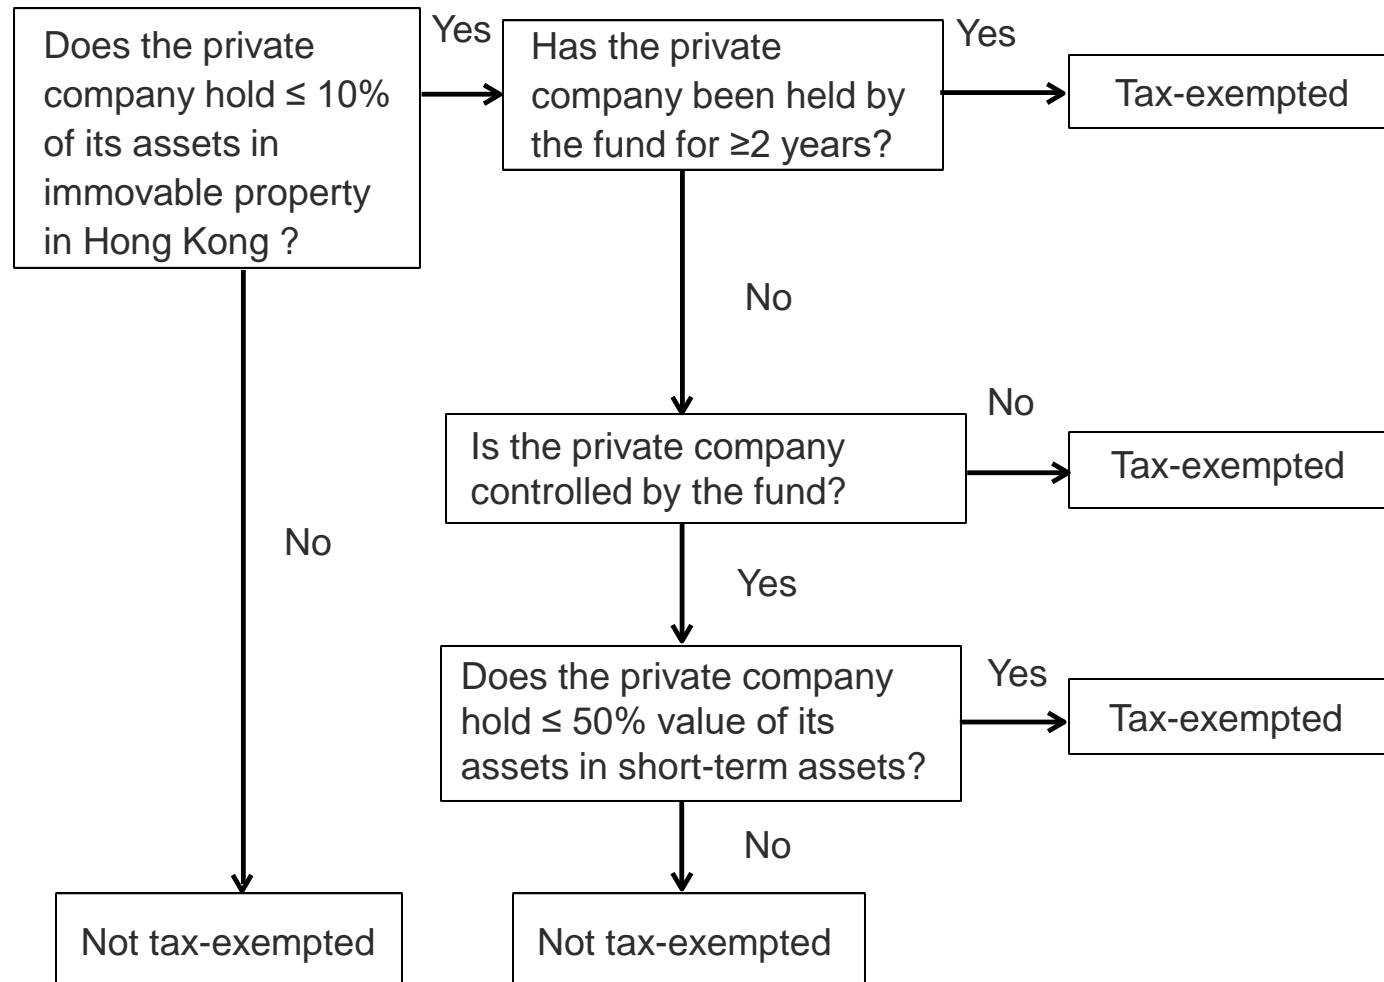 Does the private
company hold ≤ 10%
of its assets in
immovable property
in Hong Kong ?
Yes
Has the private
company been held by
the fund for ≥2 years?
Yes
Tax-exempted
No
Is the private company
controlled by the fund?
No
Tax-exempted
No
Yes
Does the private company
hold ≤ 50% value of its
assets in short-term assets?
Yes
Tax-exempted
No
Not tax-exempted
Not tax-exempted